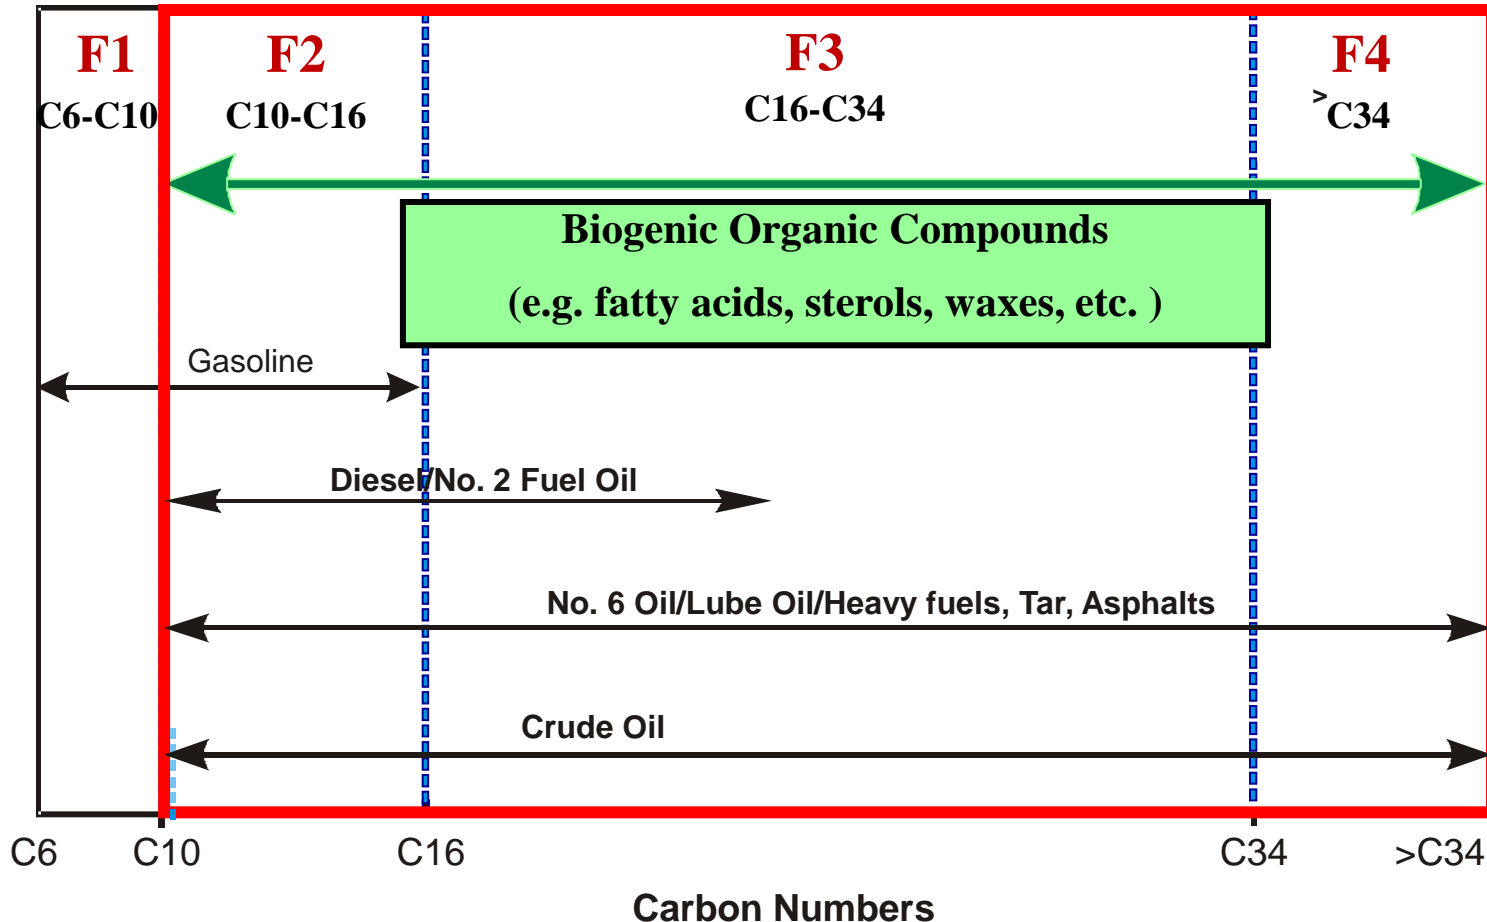 F1 F2 F3 F4
C6-C10 C10-C16 C16-C34 >C34
Biogenic Organic Compounds
(e.g. fatty acids, sterols, waxes, etc. )
Gasoline
Diesel/No. 2 Fuel Oil
No. 6 Oil/Lube Oil/Heavy fuels, Tar, Asphalts
Crude Oil
C6 C10 C16 C34 >C34
Carbon Numbers